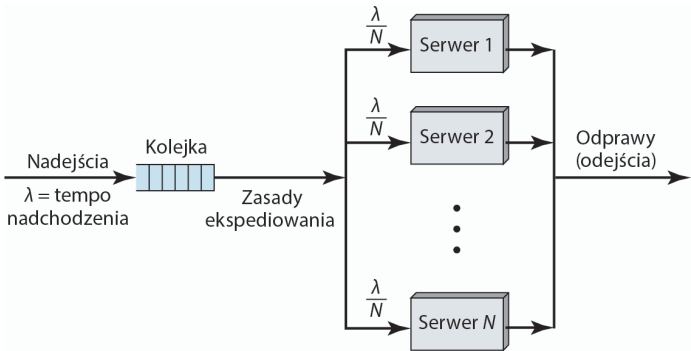 Nadejścia
λ = tempo
nadchodzenia
Kolejka
Zasady
ekspediowania
λ
N
Serwer 1
λ
N
Serwer 2
λ
N
Serwer N
Odprawy
(odejścia)